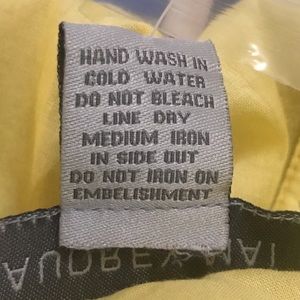 HAND WASH IN
COLD WATER
DO NOT BLEACH
LINE DRY
MEDIUM IRON
IN SIDE OUT
DO NOT IRON ON
EMBELISHMENT
AUDREY